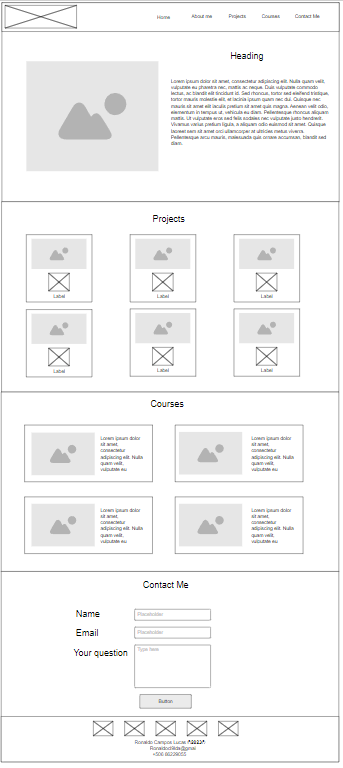 Home
About me
Projects
Courses
Contact Me
Heading
Lorem ipsum dolor sit amet, consectetur adipiscing elit. Nulla quam velit,
vulputate eu pharetra nec, mattis ac neque. Duis vulputate commodo
lectus, ac blandit elit tincidunt id. Sed rhoncus, tortor sed eleifend tristique,
tortor mauris molestie elit, et lacinia ipsum quam nec dui. Quisque nec
mauris sit amet elit iaculis pretium sit amet quis magna. Aenean velit odio,
elementum in tempus ut, vehicula eu diam. Pellentesque rhoncus aliquam
mattis. Ut vulputate eros sed felis sodales nec vulputate justo hendrerit.
Vivamus varius pretium ligula, a aliquam odio euismod sit amet. Quisque
laoreet sem sit amet orci ullamcorper at ultricies metus viverra.
Pellentesque arcu mauris, malesuada quis ornare accumsan, blandit sed
diam.
Projects
Label
Label
Label
Label
Label
Label
Courses
Lorem ipsum dolor
sit amet,
consectetur
adipiscing elit. Nulla
quam velit,
vulputate eu
Lorem ipsum dolor
sit amet,
consectetur
adipiscing elit. Nulla
quam velit,
vulputate eu
Lorem ipsum dolor
sit amet,
consectetur
adipiscing elit. Nulla
quam velit,
vulputate eu
Lorem ipsum dolor
sit amet,
consectetur
adipiscing elit. Nulla
quam velit,
vulputate eu
Contact Me
Name
Placeholder
Email
Placeholder
Your question
Type here
Button
Ronaldo Campos Lucas
+506 86229055